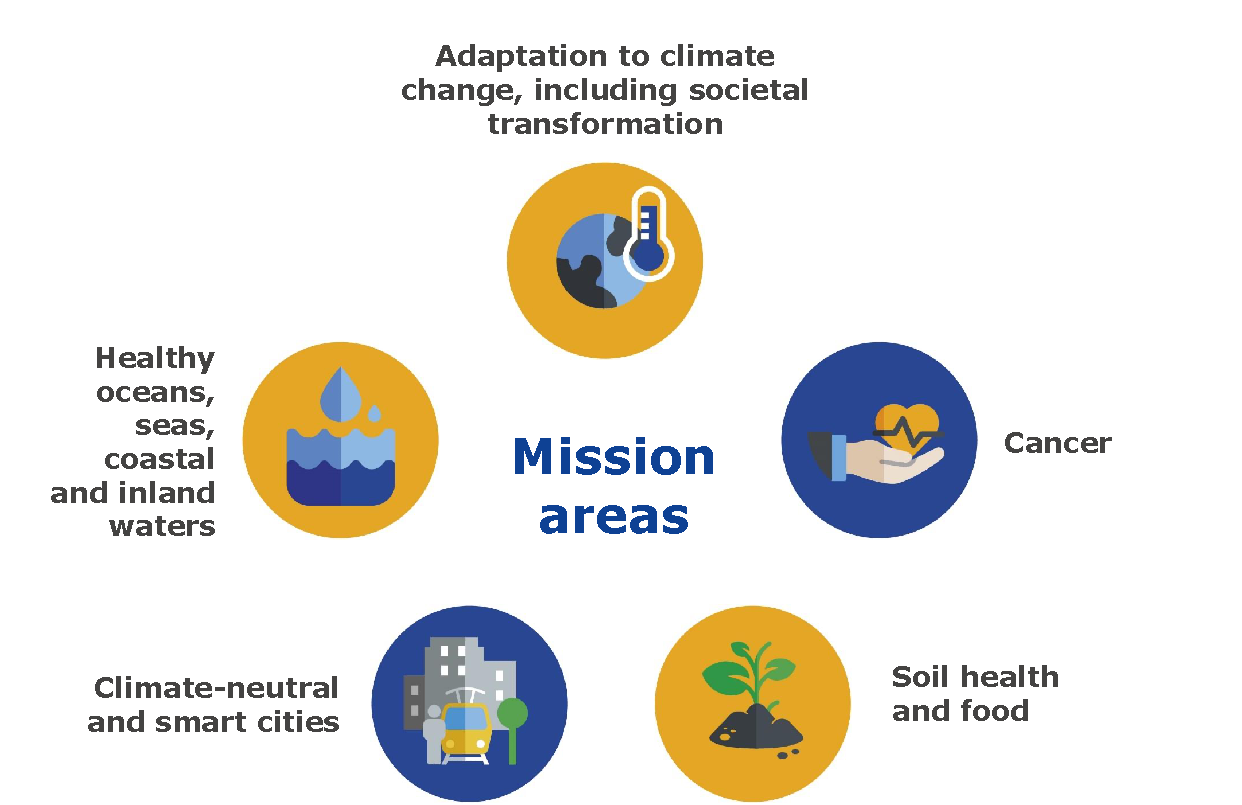 Adaptation to climate
change, including societal
transformation
Healthy
oceans,
seas,
coastal
and inland
waters
Mission
areas
Cancer
Climate-neutral
and smart cities
Soil health
and food